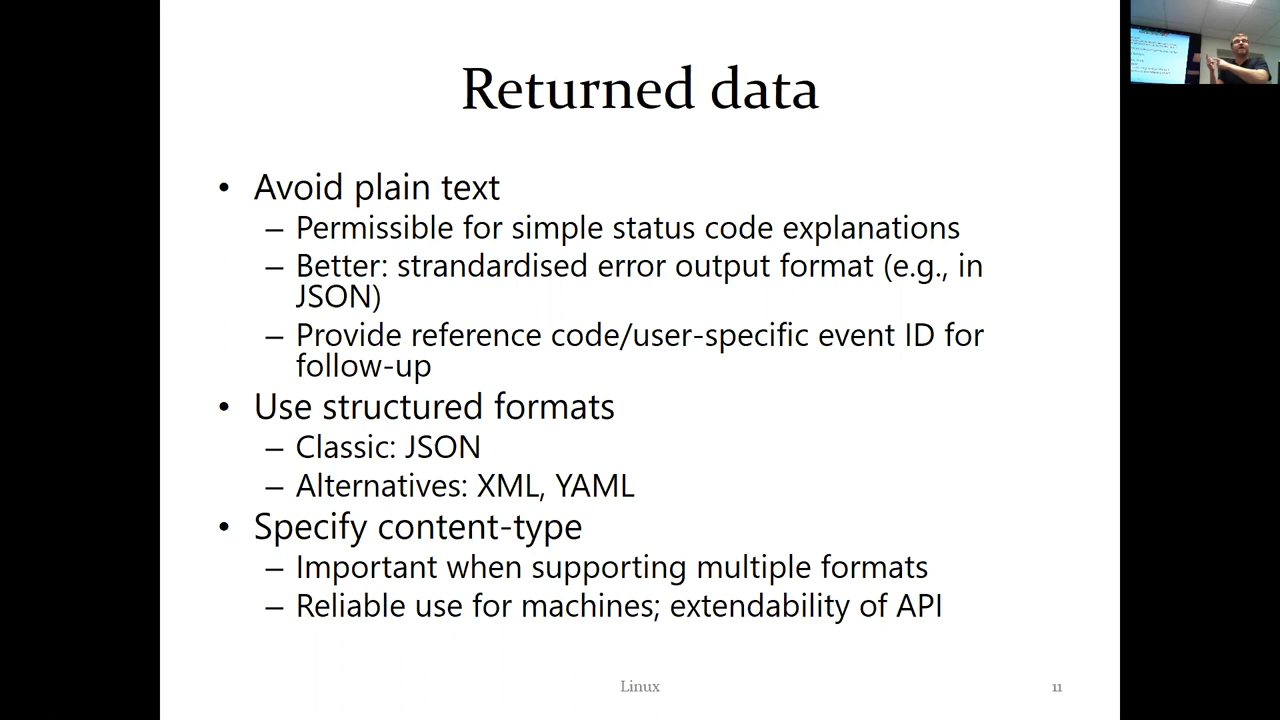 Returned data
• Avoid plain text
– Permissible for simple status code explanations
– Better: strandardised error output format (e.g., in
JSON)
– Provide reference code/user-specific event ID for
follow-up
• Use structured formats
– Classic: JSON
– Alternatives: XML, YAML
• Specify content-type
– Important when supporting multiple formats
– Reliable use for machines; extendability of API
Linux
11